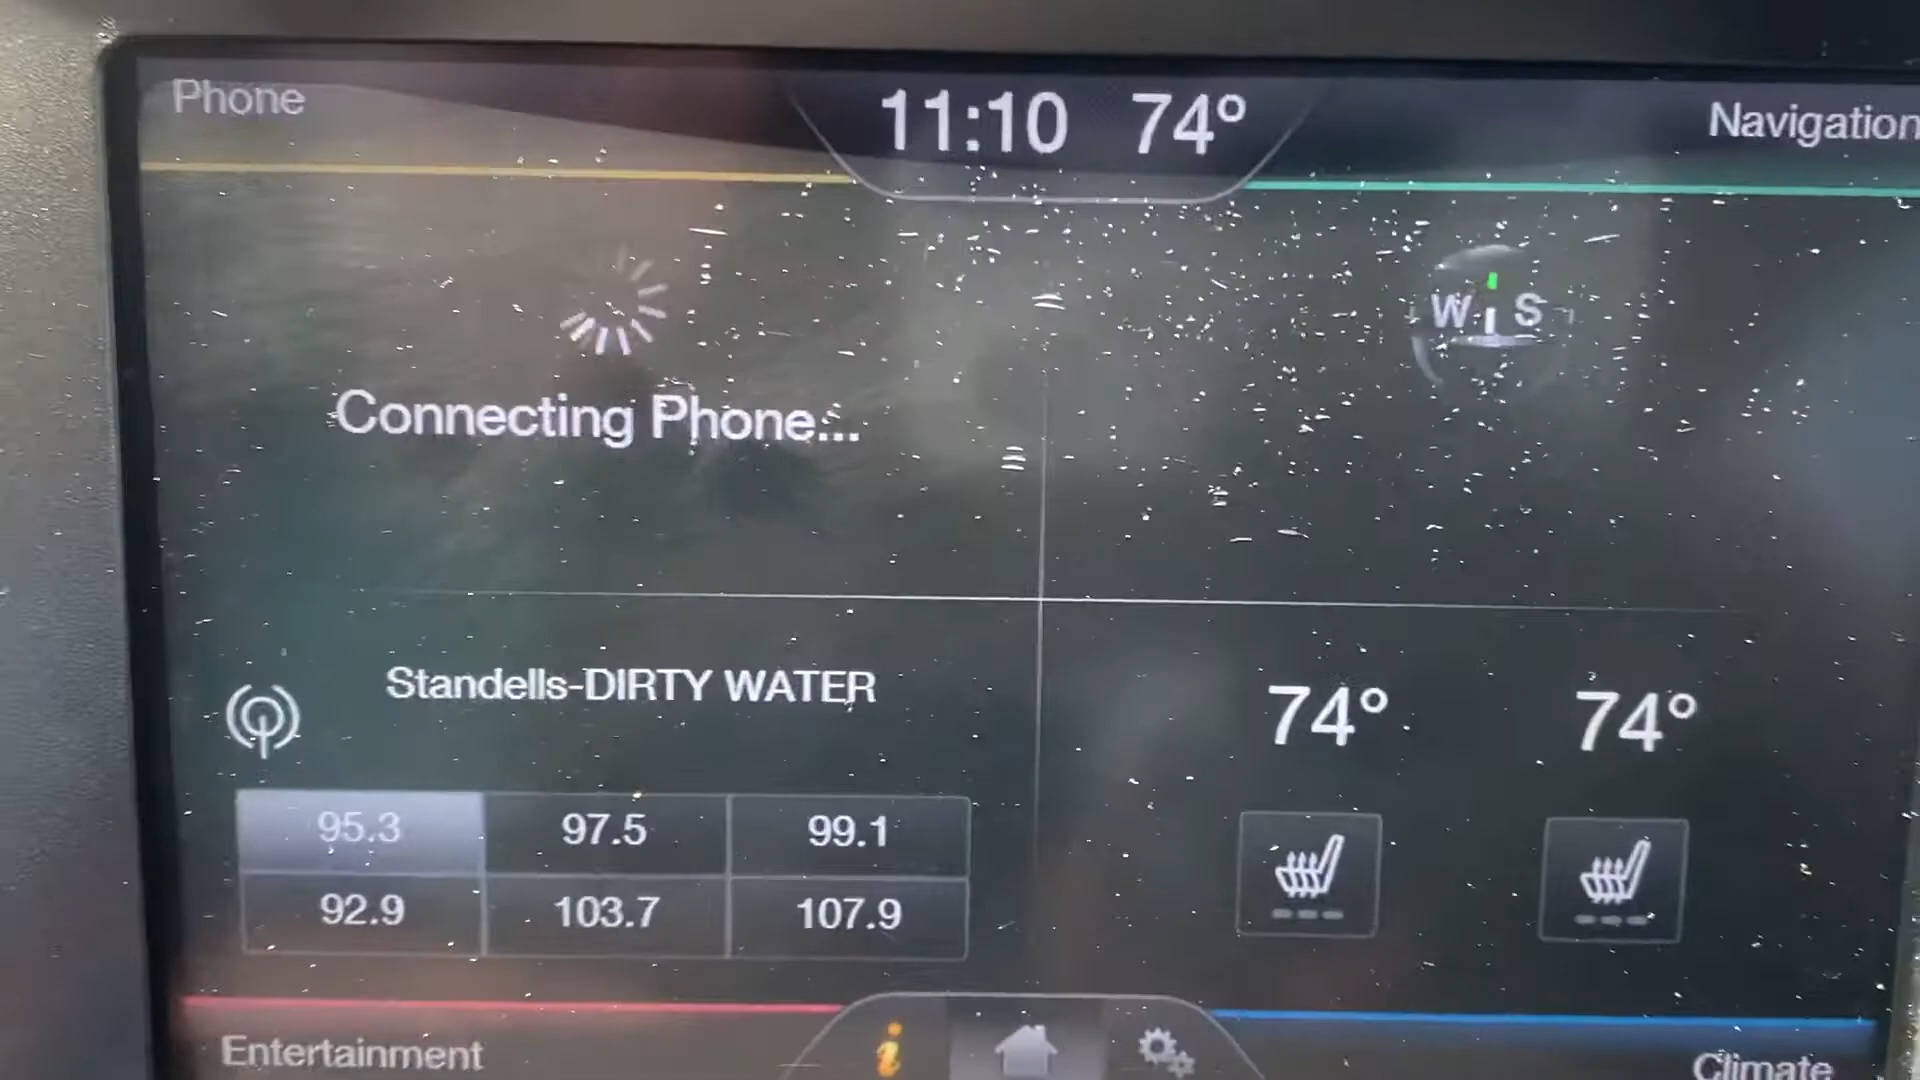 Phone
11:10 74°
Navigation
Connecting Phone...
W S
Standells-DIRTY WATER
74° 74°
95.3 97.5 99.1
92.9 103.7 107.9
Entertainment
i
Climate